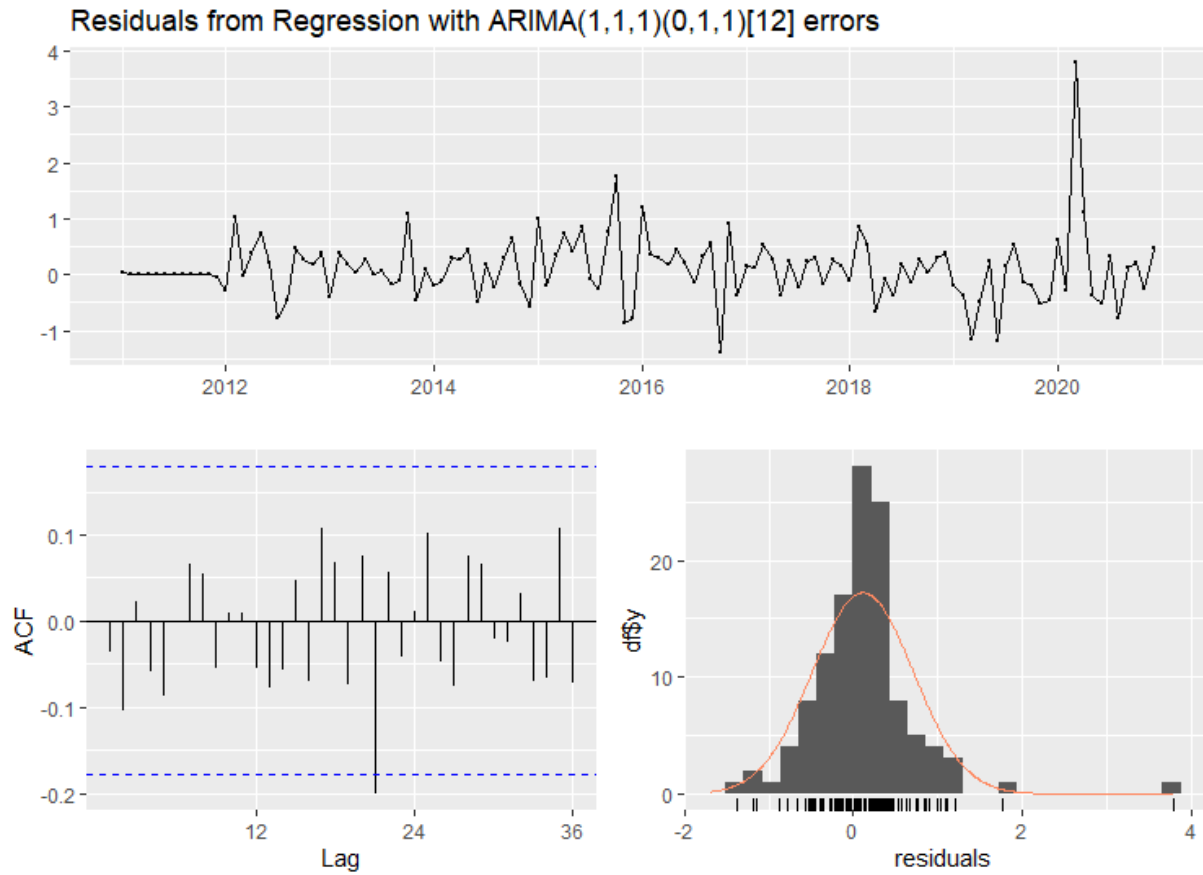 Residuals from Regression with ARIMA(1,1,1)(0,1,1)[12] errors
4
3
2
1
0
-1
2012 2014 2016 2018 2020
ACF
0.1
0.0
-0.1
-0.2
12 24 36
Lag
df$y
20
10
0
-2 0 2 4
residuals